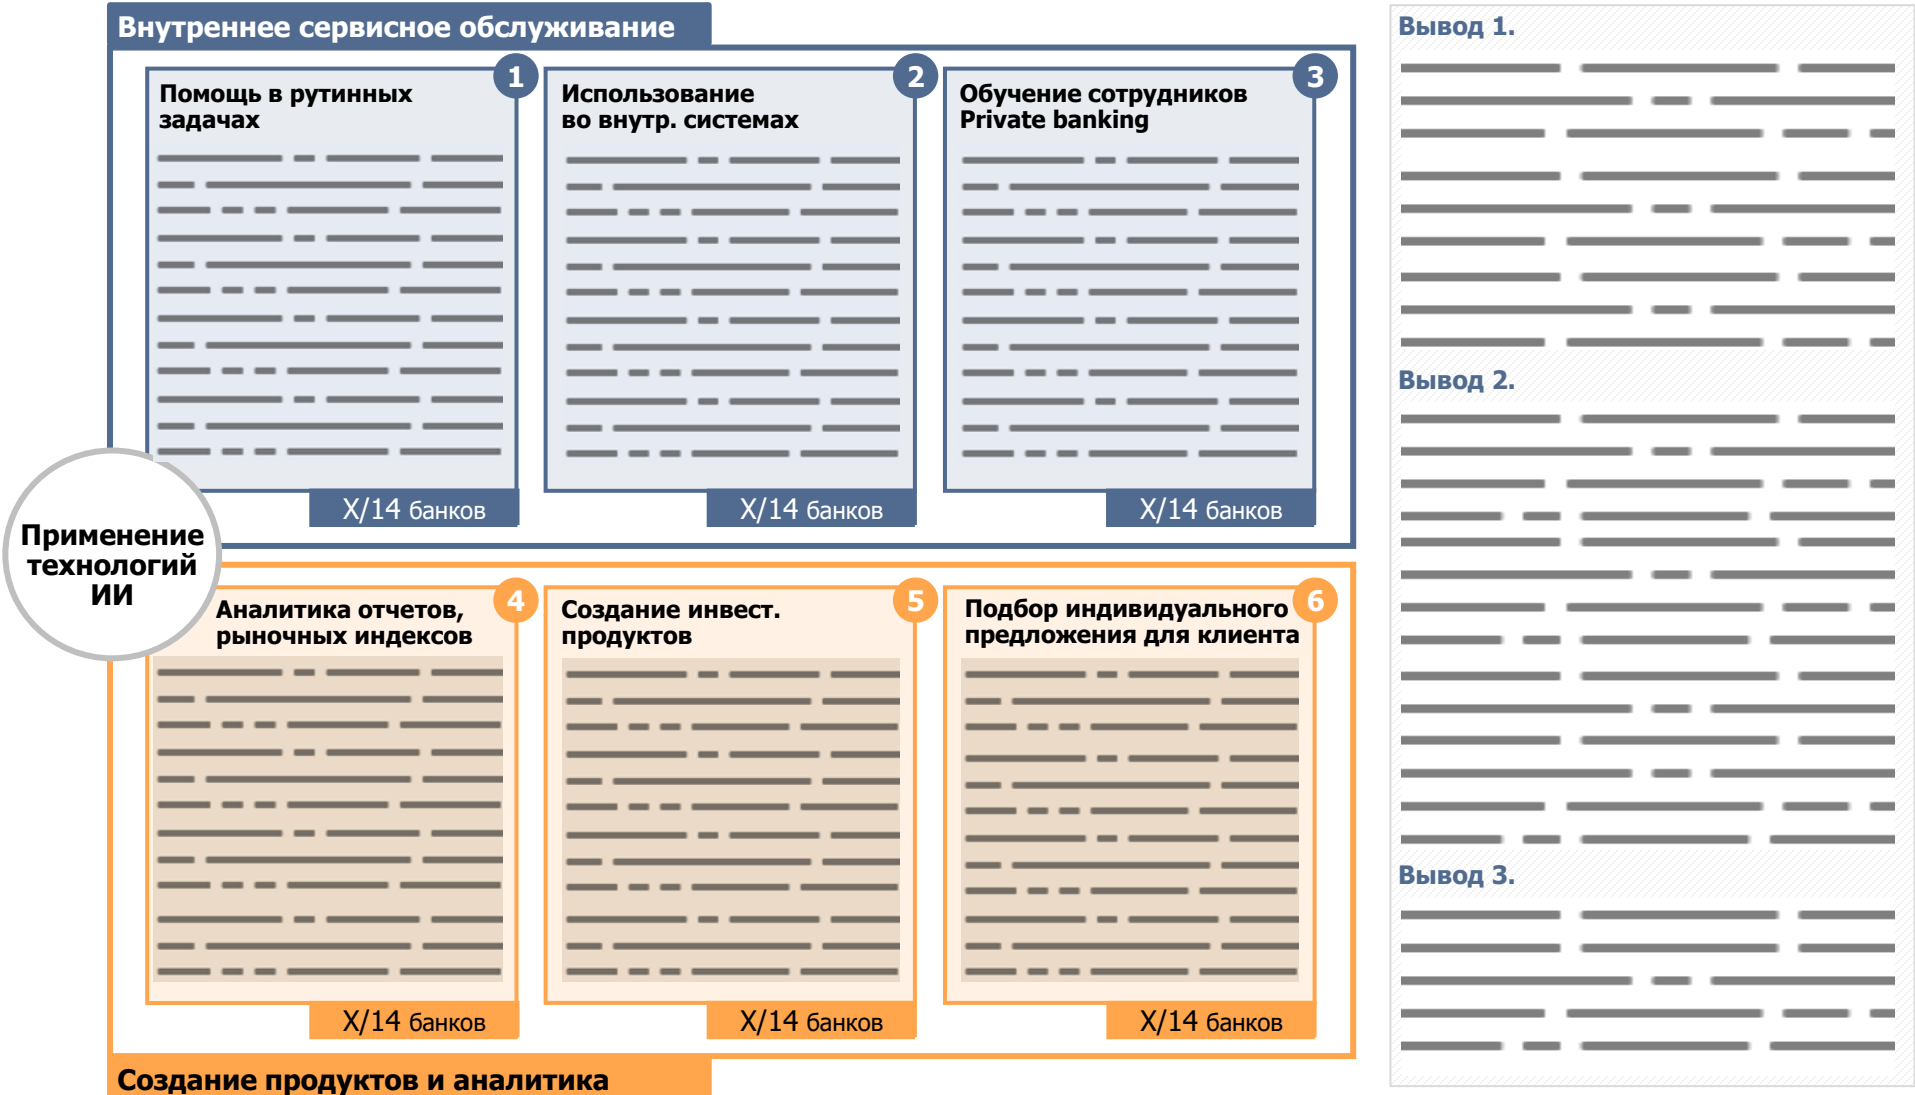 Внутреннее сервисное обслуживание
1
Помощь в рутинных
задачах
X/14 банков
2
Использование
во внутр. системах
X/14 банков
3
Обучение сотрудников
Private banking
X/14 банков
Применение
технологий
ИИ
4
Аналитика отчетов,
рыночных индексов
X/14 банков
5
Создание инвест.
продуктов
X/14 банков
6
Подбор индивидуального
предложения для клиента
X/14 банков
Создание продуктов и аналитика
Вывод 1.
Вывод 2.
Вывод 3.